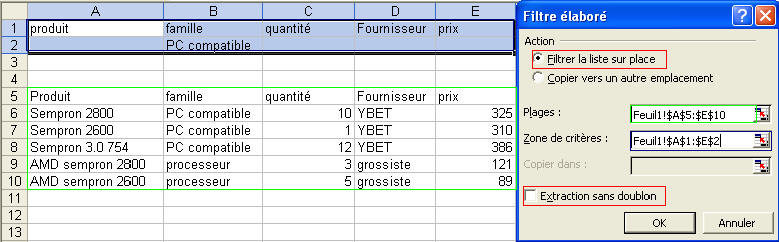 A B C D E
1 produit famille quantité Fournisseur prix
2 PC compatible
3
4
5 Produit famille quantité Fournisseur prix
6 Sempron 2800 PC compatible 10 YBET 325
7 Sempron 2600 PC compatible 1 YBET 310
8 Sempron 3.0 754 PC compatible 12 YBET 386
9 AMD sempron 2800 processeur 3 grossiste 121
10 AMD sempron 2600 processeur 5 grossiste 89
11
12
13
Filtre élaboré
Action
Filtrer la liste sur place
Copier vers un autre emplacement
Plages : Feuil1!$A$5:$E$10
Zone de critères : Feuil1!$A$1:$E$2
Copier dans :
Extraction sans doublon
OK Annuler